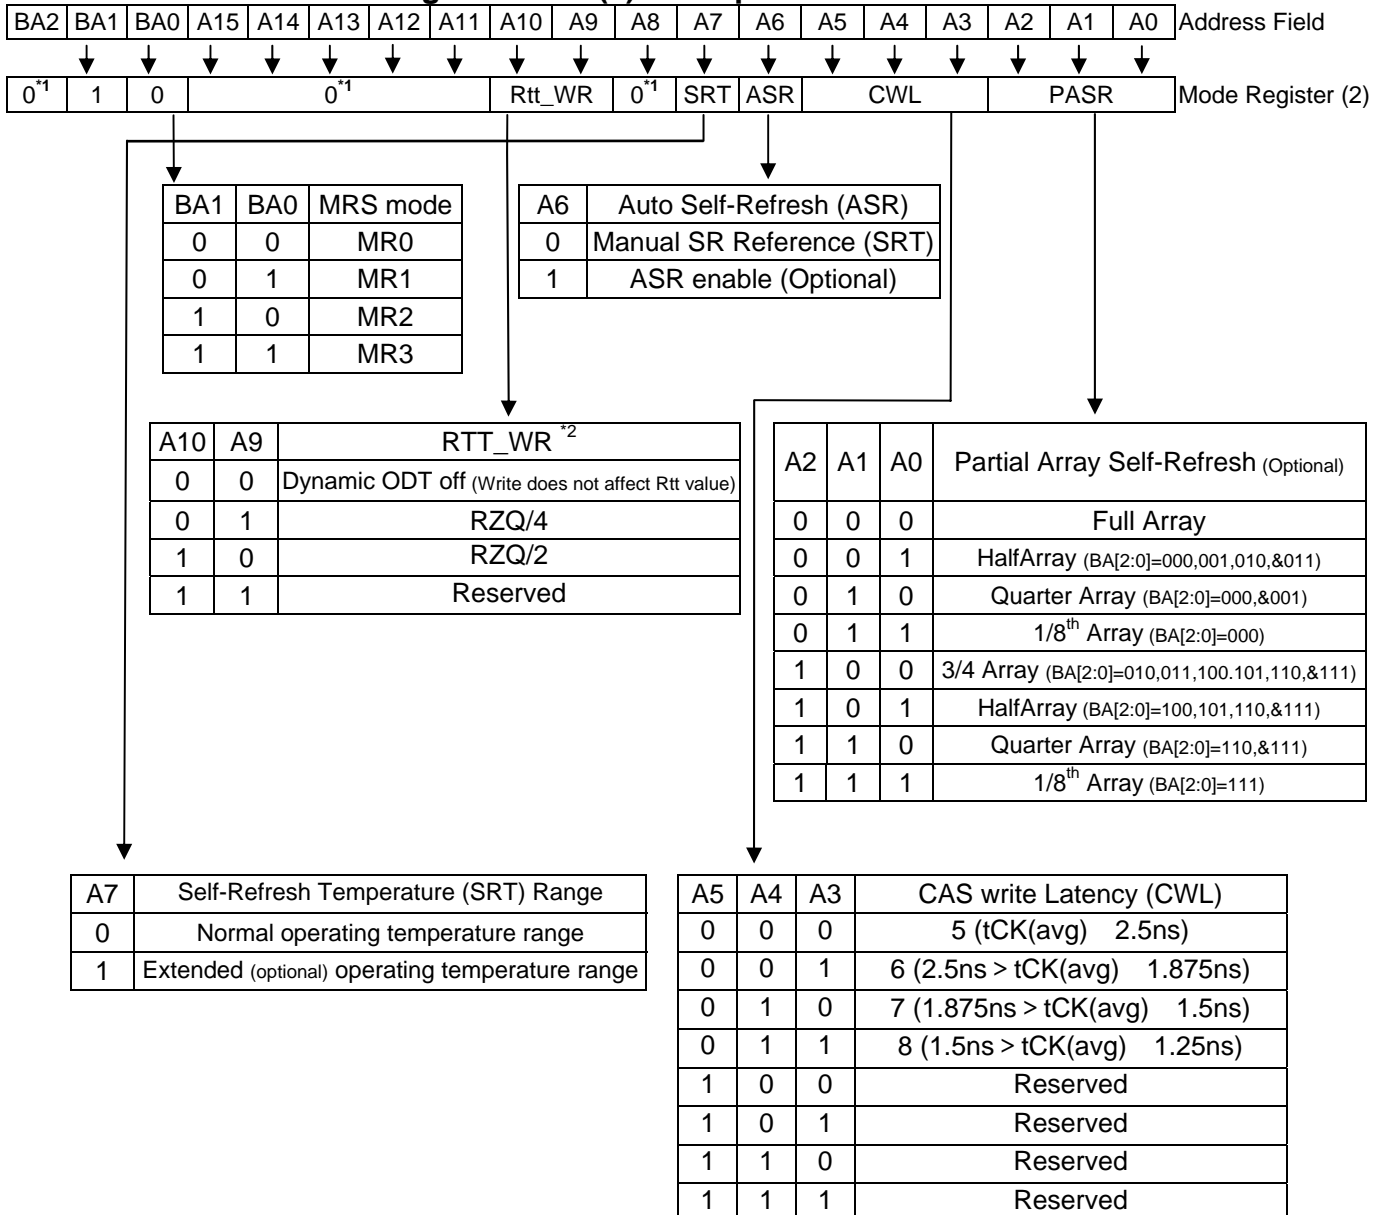 BA2 BA1 BA0 A15 A14 A13 A12 A11 A10 A9 A8 A7 A6 A5 A4 A3 A2 A1 A0 Address Field
0*1 1 0 0*1 Rtt_WR 0*1 SRT ASR CWL PASR Mode Register (2)
BA1 BA0 MRS mode
0 0 MR0
0 1 MR1
1 0 MR2
1 1 MR3
A6 Auto Self-Refresh (ASR)
0 Manual SR Reference (SRT)
1 ASR enable (Optional)
A10 A9 RTT_WR *2
0 0 Dynamic ODT off (Write does not affect Rtt value)
0 1 RZQ/4
1 0 RZQ/2
1 1 Reserved
A2 A1 A0 Partial Array Self-Refresh (Optional)
0 0 0 Full Array
0 0 1 HalfArray (BA[2:0]=000,001,010,&011)
0 1 0 Quarter Array (BA[2:0]=000,&001)
0 1 1 1/8th Array (BA[2:0]=000)
1 0 0 3/4 Array (BA[2:0]=010,011,100.101,110,&111)
1 0 1 HalfArray (BA[2:0]=100,101,110,&111)
1 1 0 Quarter Array (BA[2:0]=110,&111)
1 1 1 1/8th Array (BA[2:0]=111)
A7 Self-Refresh Temperature (SRT) Range
0 Normal operating temperature range
1 Extended (optional) operating temperature range
A5 A4 A3 CAS write Latency (CWL)
0 0 0 5 (tCK(avg) 2.5ns)
0 0 1 6 (2.5ns > tCK(avg) 1.875ns)
0 1 0 7 (1.875ns > tCK(avg) 1.5ns)
0 1 1 8 (1.5ns > tCK(avg) 1.25ns)
1 0 0 Reserved
1 0 1 Reserved
1 1 0 Reserved
1 1 1 Reserved